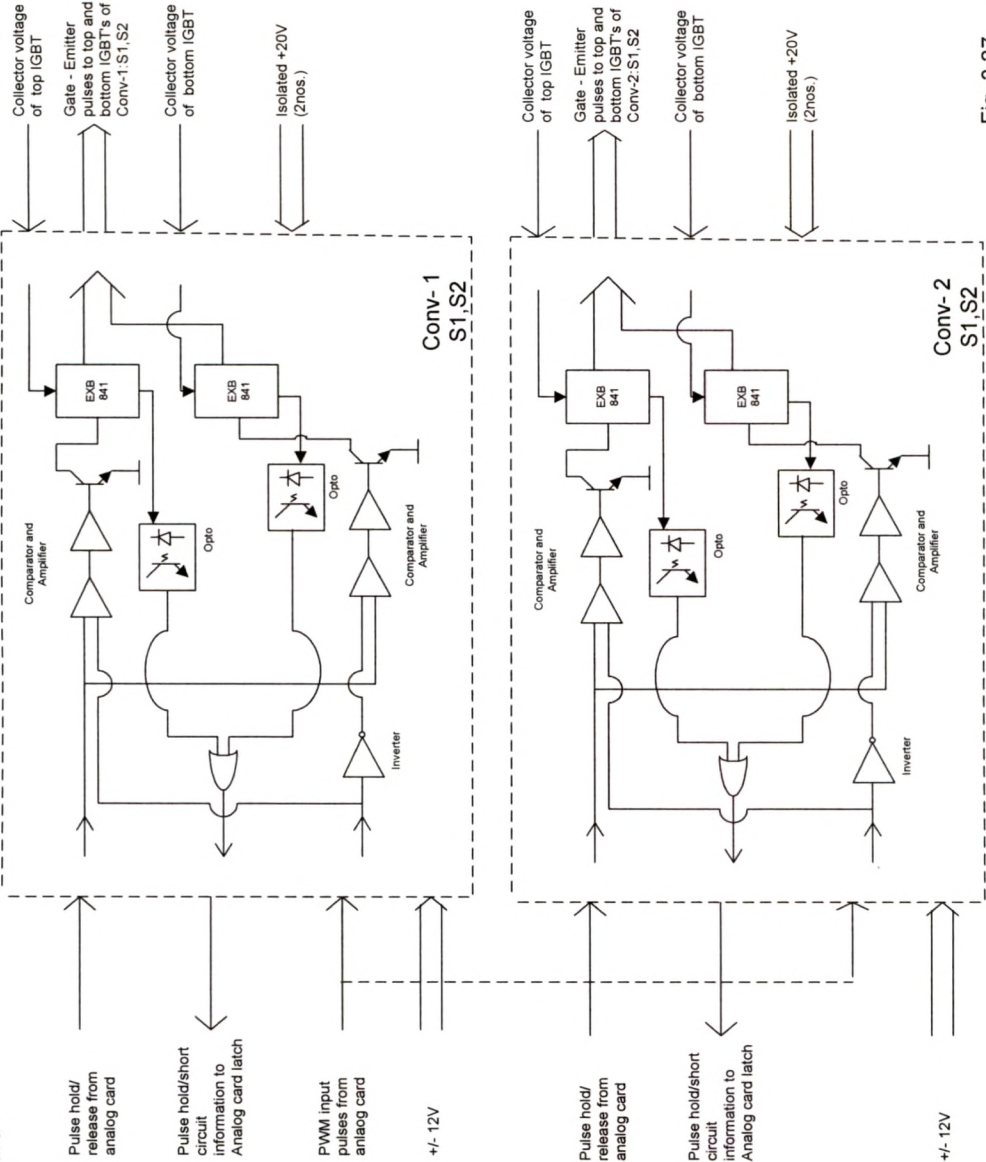 Pulse hold/
release from
analog card
Pulse hold/short
circuit
information to
Analog card latch
PWM input
pulses from
anlaog card
+/- 12V
Comparator and
Amplifier
EXB
841
EXB
841
Opto
Opto
Inverter
Comparator and
Amplifier
Conv- 1
S1,S2
Collector voltage
of top IGBT
Gate - Emitter
pulses to top and
bottom IGBT's of
Conv-1:S1,S2
Collector voltage
of bottom IGBT
Isolated +20V
(2nos.)
Pulse hold/
release from
analog card
Pulse hold/short
circuit
information to
Analog card latch
+/- 12V
Comparator and
Amplifier
EXB
841
EXB
841
Opto
Opto
Inverter
Comparator and
Amplifier
Conv- 2
S1,S2
Collector voltage
of top IGBT
Gate - Emitter
pulses to top and
bottom IGBT's of
Conv-2:S1,S2
Collector voltage
of bottom IGBT
Isolated +20V
(2nos.)